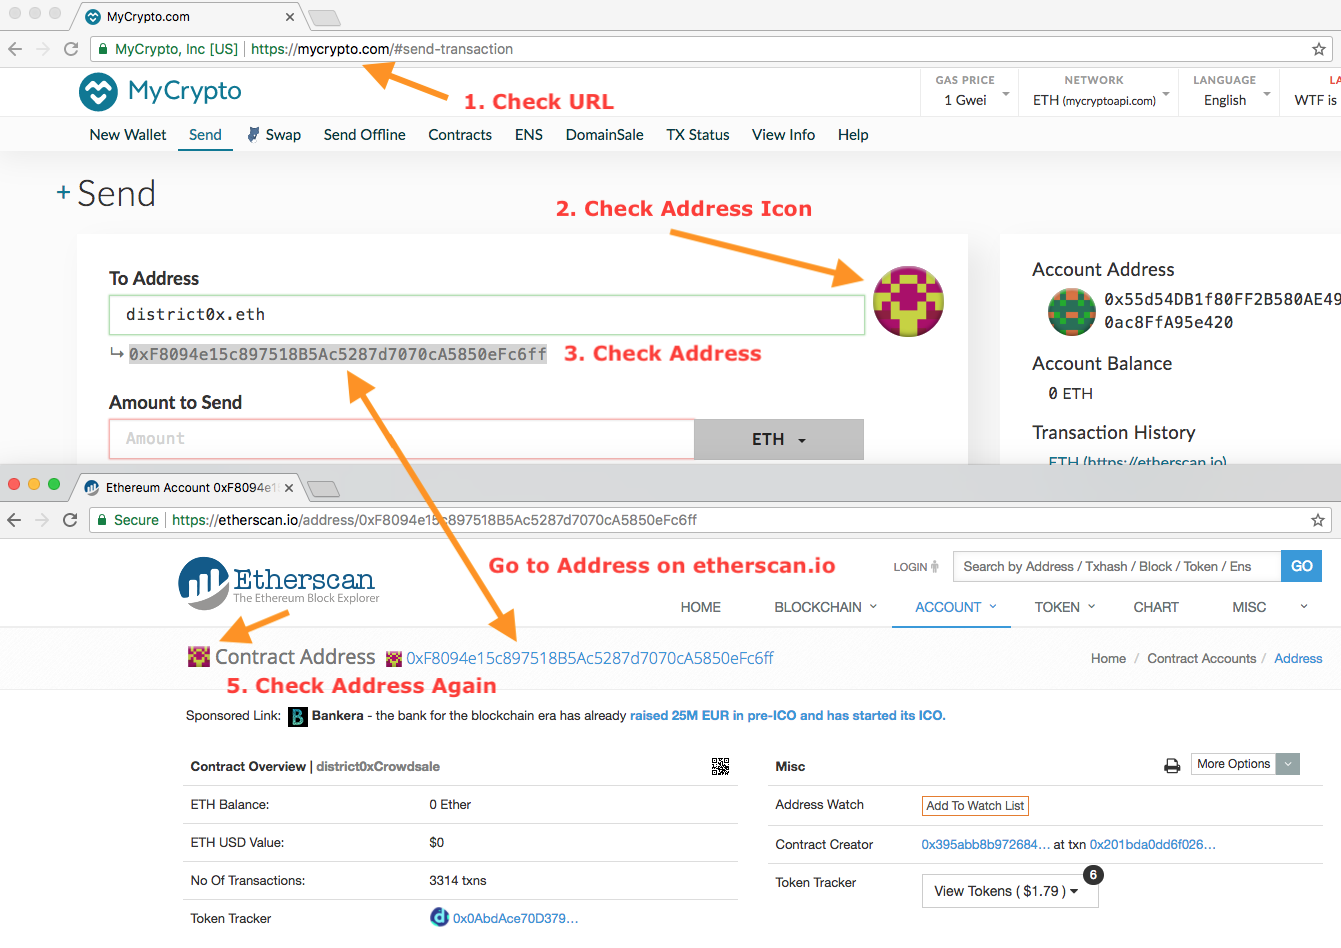 MyCrypto.com
MyCrypto, Inc [US] https://mycrypto.com/#send-transaction
MyCrypto
GAS PRICE
1 Gwei
NETWORK
ETH (mycryptoapi.com)
LANGUAGE
English
LA
WTF is
1. Check URL
New Wallet Send Swap Send Offline Contracts ENS DomainSale TX Status View Info Help
+ Send
2. Check Address Icon
To Address
district0x.eth
0xF8094e15c897518B5Ac5287d7070cA5850eFc6ff
3. Check Address
Amount to Send
Amount
ETH
Account Address
0x55d54DB1f80FF2B580AE49
0ac8FfA95e420
Account Balance
0 ETH
Transaction History
ETH (https://etherscan.io)
Ethereum Account 0xF8094e1
Secure https://etherscan.io/address/0xF8094e15c897518B5Ac5287d7070cA5850eFc6ff
Etherscan
The Ethereum Block Explorer
Go to Address on etherscan.io
LOGIN
Search by Address / Txhash / Block / Token / Ens
GO
HOME BLOCKCHAIN ACCOUNT TOKEN CHART MISC
Contract Address 0xF8094e15c897518B5Ac5287d7070cA5850eFc6ff
Home / Contract Accounts / Address
5. Check Address Again
Sponsored Link: Bankera - the bank for the blockchain era has already raised 25M EUR in pre-ICO and has started its ICO.
Contract Overview | district0xCrowdsale
ETH Balance: 0 Ether
ETH USD Value: $0
No Of Transactions: 3314 txns
Token Tracker 0x0AbdAce70D379...
Misc
More Options
Address Watch Add To Watch List
Contract Creator 0x395abb8b972684... at txn 0x201bda0dd6f026...
Token Tracker View Tokens ( $1.79 ) 6